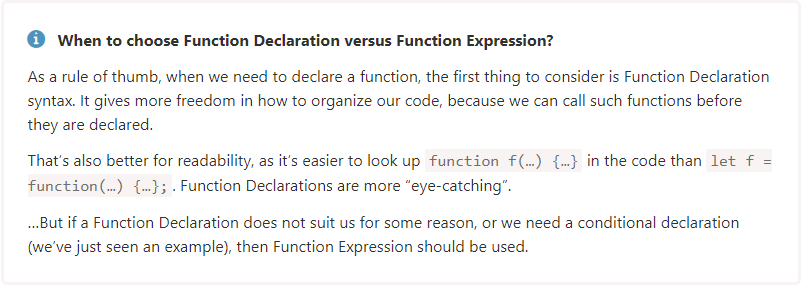 When to choose Function Declaration versus Function Expression?
As a rule of thumb, when we need to declare a function, the first thing to consider is Function Declaration
syntax. It gives more freedom in how to organize our code, because we can call such functions before
they are declared.
That’s also better for readability, as it’s easier to look up function f(…) {…} in the code than let f =
function(…) {…}; . Function Declarations are more “eye-catching”.
…But if a Function Declaration does not suit us for some reason, or we need a conditional declaration
(we’ve just seen an example), then Function Expression should be used.